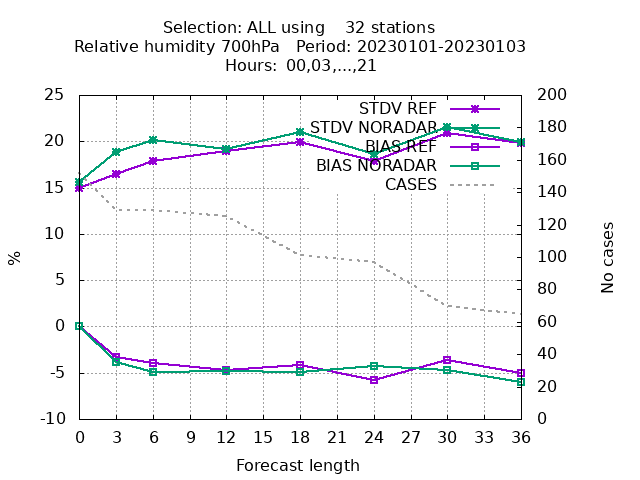 Selection: ALL using    32 stations
Relative humidity 700hPa   Period: 20230101-20230103
Hours: 00,03,...,21
25
20
15
10
5
0
-5
-10
%
STDV REF
STDV NORADAR
BIAS REF
BIAS NORADAR
CASES
200
180
160
140
120
100
80
60
40
20
0
No cases
0 3 6 9 12 15 18 21 24 27 30 33 36
Forecast length